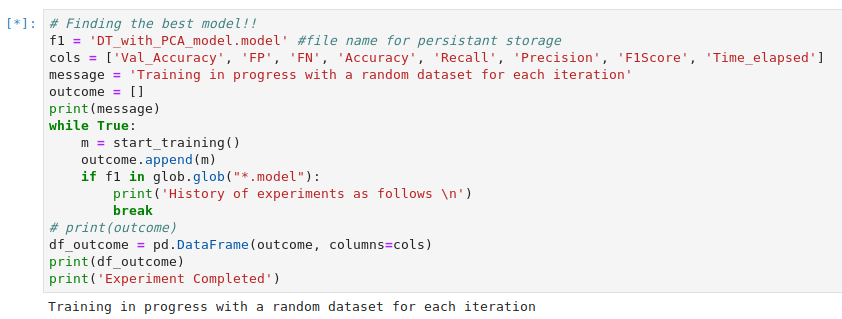 [*]: # Finding the best model!!
f1 = 'DT_with_PCA_model.model' #file name for persistant storage
cols = ['Val_Accuracy', 'FP', 'FN', 'Accuracy', 'Recall', 'Precision', 'F1Score', 'Time_elapsed']
message = 'Training in progress with a random dataset for each iteration'
outcome = []
print(message)
while True:
    m = start_training()
    outcome.append(m)
    if f1 in glob.glob("*.model"):
        print('History of experiments as follows \n')
        break
# print(outcome)
df_outcome = pd.DataFrame(outcome, columns=cols)
print(df_outcome)
print('Experiment Completed')
Training in progress with a random dataset for each iteration